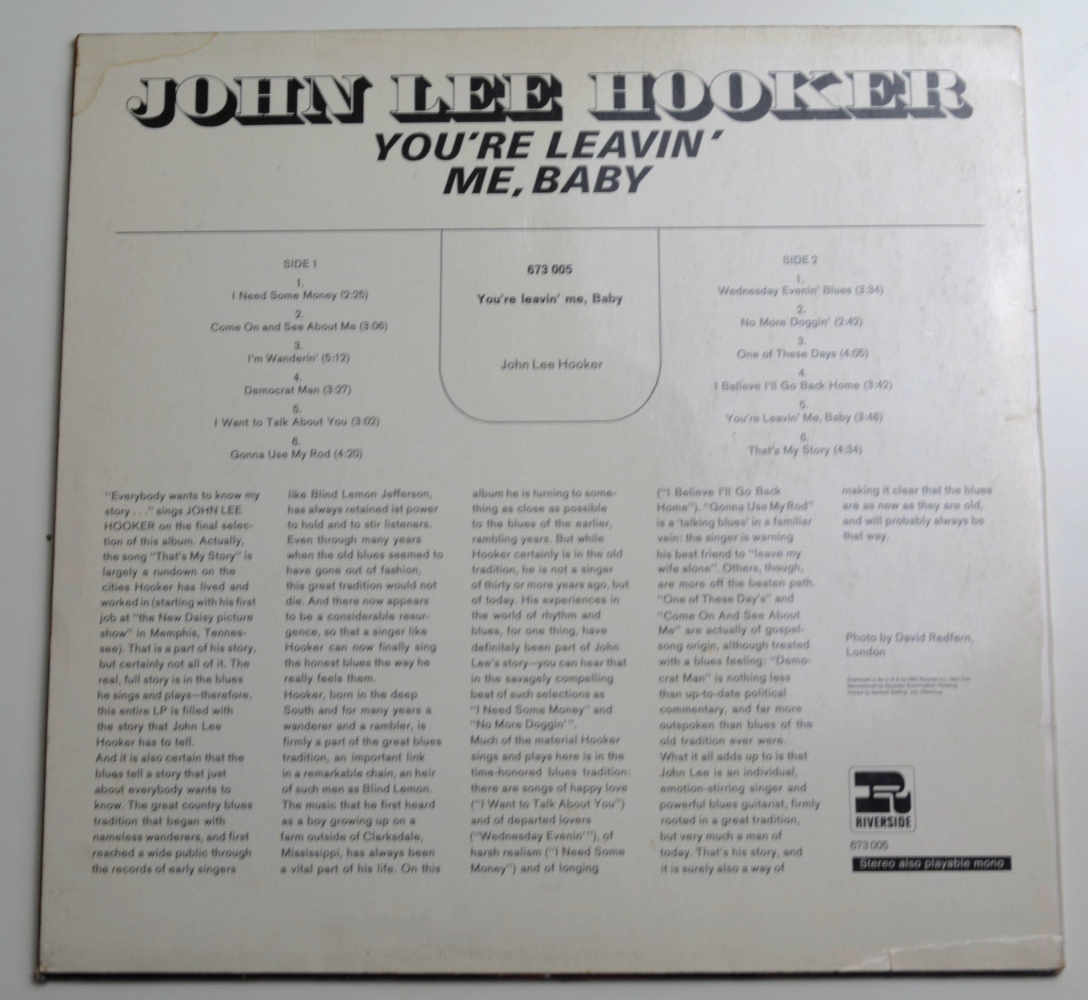 JOHN LEE HOOKER
YOU'RE LEAVIN'
ME, BABY
SIDE 1
1.
I Need Some Money (2:25)
2.
Come On and See About Me (3:06)
3.
I'm Wanderin' (5:12)
4.
Democrat Man (3:27)
5.
I Want to Talk About You (3:02)
6.
Gonna Use My Rod (4:20)
673 005
You're leavin' me, Baby
John Lee Hooker
SIDE 2
1.
Wednesday Evenin' Blues (3:34)
2.
No More Doggin' (2:42)
3.
One of These Days (4:05)
4.
I Believe I'll Go Back Home (3:42)
5.
You're Leavin' Me, Baby (3:46)
6.
That's My Story (4:34)
"Everybody wants to know my
story . . ." sings JOHN LEE
HOOKER on the final selec-
tion of this album. Actually,
the song "That's My Story" is
largely a rundown on the
cities Hooker has lived and
worked in (starting with his first
job at "the New Daisy picture
show" in Memphis, Tennes-
see). That is a part of his story,
but certainly not all of it. The
real, full story is in the blues
he sings and plays—therefore,
this entire LP is filled with
the story that John Lee
Hooker has to tell.
And it is also certain that the
blues tell a story that just
about everybody wants to
know. The great country blues
tradition that began with
nameless wanderers, and first
reached a wide public through
the records of early singers
like Blind Lemon Jefferson,
has always retained ist power
to hold and to stir listeners.
Even through many years
when the old blues seemed to
have gone out of fashion,
this great tradition would not
die. And there now appears
to be a considerable resur-
gence, so that a singer like
Hooker can now finally sing
the honest blues the way he
really feels them.
Hooker, born in the deep
South and for many years a
wanderer and a rambler, is
firmly a part of the great blues
tradition, an important link
in a remarkable chain, an heir
of such men as Blind Lemon.
The music that he first heard
as a boy growing up on a
farm outside of Clarksdale,
Mississippi, has always been
a vital part of his life. On this
album he is turning to some-
thing as close as possible
to the blues of the earlier,
rambling years. But while
Hooker certainly is in the old
tradition, he is not a singer
of thirty or more years ago, but
of today. His experiences in
the world of rhythm and
blues, for one thing, have
definitely been part of John
Lee's story—you can hear that
in the savagely compelling
beat of such selections as
"I Need Some Money" and
"No More Doggin'".
Much of the material Hooker
sings and plays here is in the
time-honored blues tradition:
there are songs of happy love
("I Want to Talk About You")
and of departed lovers
("Wednesday Evenin'"), of
harsh realism ("I Need Some
Money") and of longing
("I Believe I'll Go Back
Home"). "Gonna Use My Rod"
is a 'talking blues' in a familiar
vein: the singer is warning
his best friend to "leave my
wife alone". Others, though,
are more off the beaten path.
"One of These Day's" and
"Come On And See About
Me" are actually of gospel-
song origin, although treated
with a blues feeling; "Demo-
crat Man" is nothing less
than up-to-date political
commentary, and far more
outspoken than blues of the
old tradition ever were.
What it all adds up to is that
John Lee is an individual,
emotion-stirring singer and
powerful blues guitarist, firmly
rooted in a great tradition,
but very much a man of
today. That's his story, and
it is surely also a way of
making it clear that the blues
are as new as they are old,
and will probably always be
that way.
Photo by David Redfern,
London
R
RIVERSIDE
673 005
Stereo also playable mono